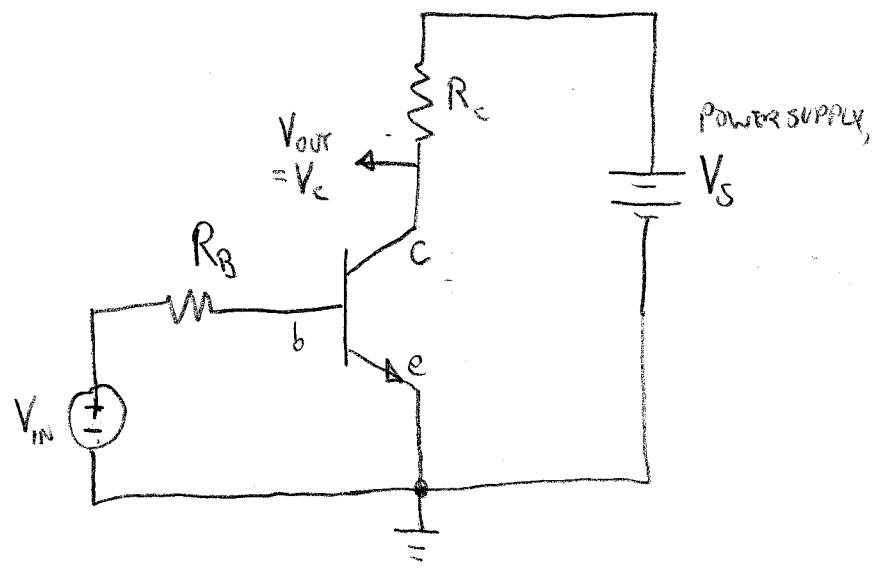 R_c
POWER SUPPLY,
V_OUT
= V_c
V_S
R_B
c
b
e
V_IN
+
-